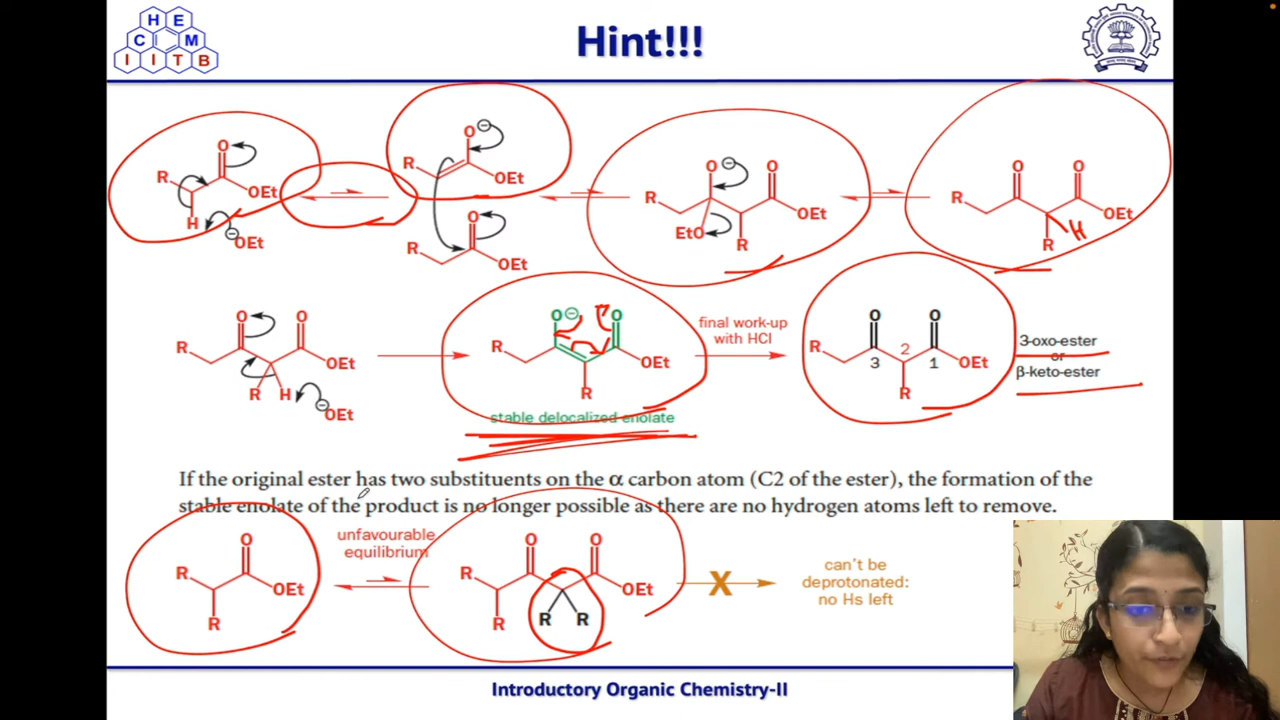 H E
C M
I I T B
Hint!!!
O O⊖ O⊖ O O O
R R R R
OEt OEt OEt OEt
H ⊖OEt O EtO R R H
R OEt
O O O⊖ O O O
R R R
OEt OEt OEt
R H ⊖OEt R 3 2 1 R
final work-up
with HCl
3-oxo-ester
or
β-keto-ester
stable delocalized enolate
If the original ester has two substituents on the α carbon atom (C2 of the ester), the formation of the
stable enolate of the product is no longer possible as there are no hydrogen atoms left to remove.
unfavourable
equilibrium
O O O
R R
OEt OEt
R R R R
X
can't be
deprotonated:
no Hs left
Introductory Organic Chemistry-II